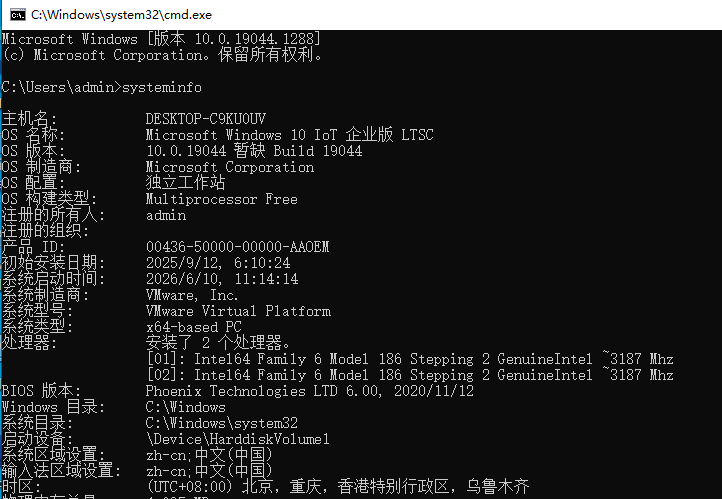 C:\Windows\system32\cmd.exe
Microsoft Windows [版本 10.0.19044.1288]
(c) Microsoft Corporation。保留所有权利。
C:\Users\admin>systeminfo
主机名: DESKTOP-C9KU0UV
OS 名称: Microsoft Windows 10 IoT 企业版 LTSC
OS 版本: 10.0.19044 暂缺 Build 19044
OS 制造商: Microsoft Corporation
OS 配置: 独立工作站
OS 构建类型: Multiprocessor Free
注册的所有人: admin
注册的组织:
产品 ID: 00436-50000-00000-AAOEM
初始安装日期: 2025/9/12, 6:10:24
系统启动时间: 2026/6/10, 11:14:14
系统制造商: VMware, Inc.
系统型号: VMware Virtual Platform
系统类型: x64-based PC
处理器: 安装了 2 个处理器。
[01]: Intel64 Family 6 Model 186 Stepping 2 GenuineIntel ~3187 Mhz
[02]: Intel64 Family 6 Model 186 Stepping 2 GenuineIntel ~3187 Mhz
BIOS 版本: Phoenix Technologies LTD 6.00, 2020/11/12
Windows 目录: C:\Windows
系统目录: C:\Windows\system32
启动设备: \Device\HarddiskVolume1
系统区域设置: zh-cn;中文(中国)
输入法区域设置: zh-cn;中文(中国)
时区: (UTC+08:00) 北京，重庆，香港特别行政区，乌鲁木齐